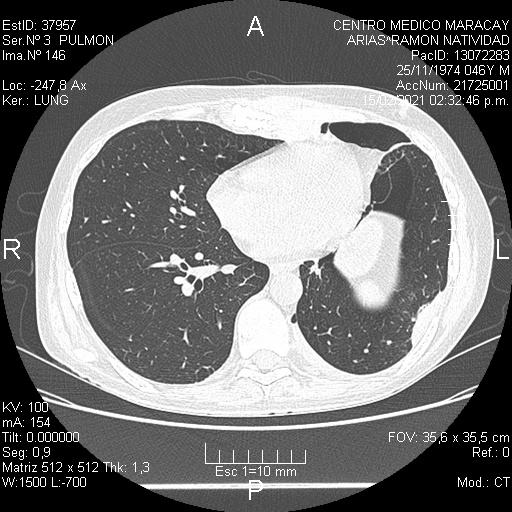 EstID: 37957
Ser.Nº 3 PULMON
Ima.Nº 146
Loc: -247,8 Ax
Ker.: LUNG
A
CENTRO MEDICO MARACAY
ARIAS^RAMON NATIVIDAD
PacID: 13072283
25/11/1974 046Y M
AccNum: 21725001
15/02/2021 02:32:46 p.m.
R
L
KV: 100
mA: 154
Tilt: 0.000000
Seg: 0,9
Matriz 512 x 512 Thk: 1,3
W:1500 L:-700
Esc 1=10 mm
P
FOV: 35,6 x 35,5 cm
Ref.: 0
Mod.: CT